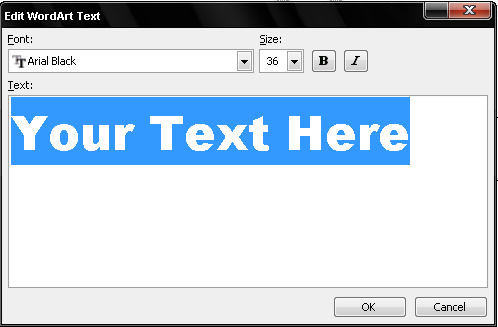 Edit WordArt Text
Font: Size:
Arial Black 36 B I
Text:
Your Text Here
OK Cancel